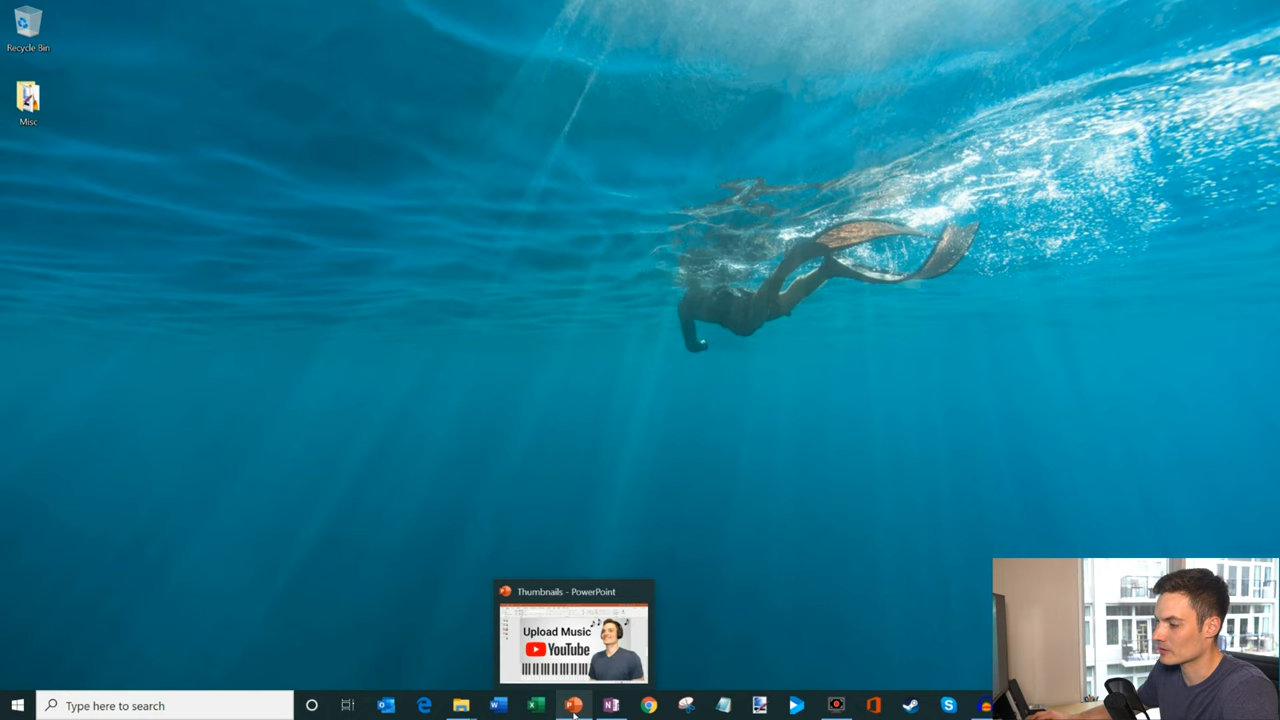 Recycle Bin
Misc
Thumbnails - PowerPoint
Upload Music
YouTube
Type here to search